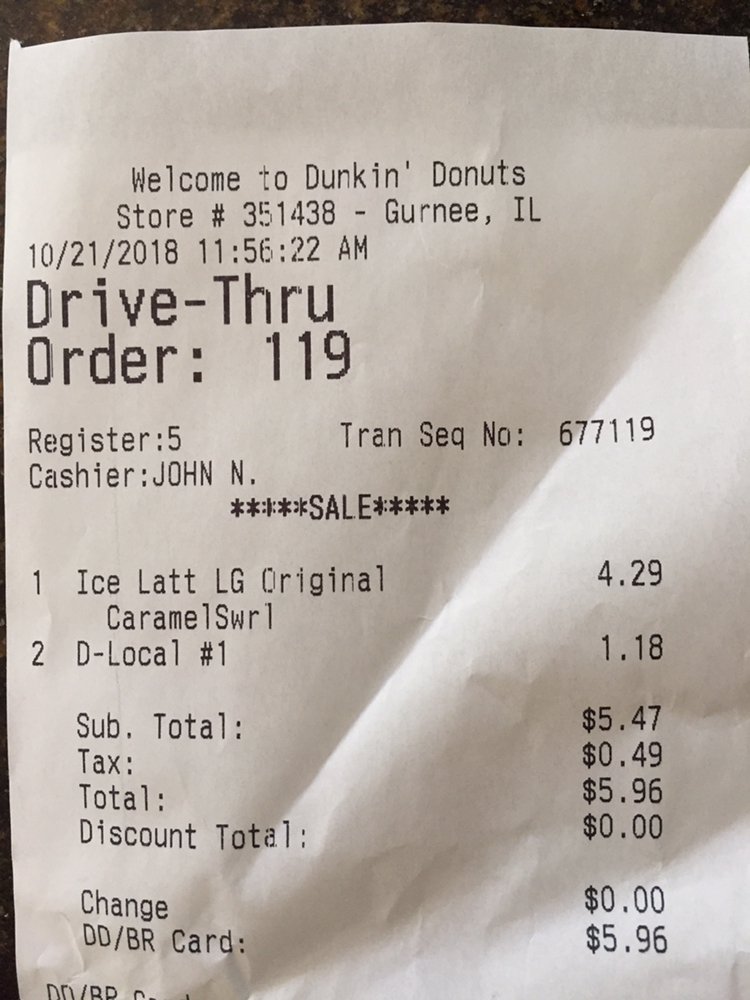 Welcome to Dunkin' Donuts
Store # 351438 - Gurnee, IL
10/21/2018 11:56:22 AM
Drive-Thru
Order: 119
Register:5 Tran Seq No: 677119
Cashier:JOHN N.
*****SALE*****
1 Ice Latt LG Original 4.29
CaramelSwrl
2 D-Local #1 1.18
Sub. Total: $5.47
Tax: $0.49
Total: $5.96
Discount Total: $0.00
Change $0.00
DD/BR Card: $5.96
DD/BR Card